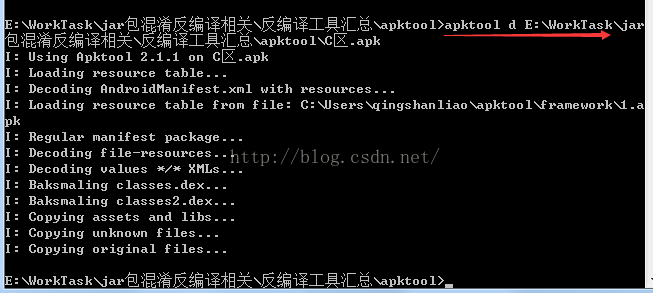 E:\WorkTask\jar包混淆反编译相关\反编译工具汇总\apktool>apktool d E:\WorkTask\jar
包混淆反编译相关\反编译工具汇总\apktool\C区.apk
I: Using Apktool 2.1.1 on C区.apk
I: Loading resource table...
I: Decoding AndroidManifest.xml with resources...
I: Loading resource table from file: C:\Users\qingshanliao\apktool\framework\1.a
pk
I: Regular manifest package...
I: Decoding file-resources...
I: Decoding values */* XMLs...
I: Baksmaling classes.dex...
I: Baksmaling classes2.dex...
I: Copying assets and libs...
I: Copying unknown files...
I: Copying original files...
http://blog.csdn.net/
E:\WorkTask\jar包混淆反编译相关\反编译工具汇总\apktool>_